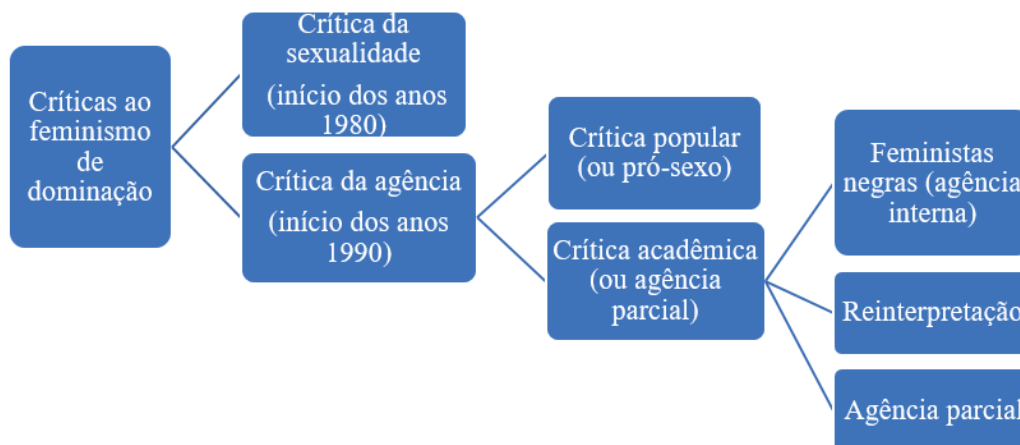 Críticas ao
feminismo
de
dominação
Crítica da
sexualidade
(início dos anos
1980)
Crítica da agência
(início dos anos
1990)
Crítica popular
(ou pró-sexo)
Crítica acadêmica
(ou agência
parcial)
Feministas
negras (agência
interna)
Reinterpretação
Agência parcial